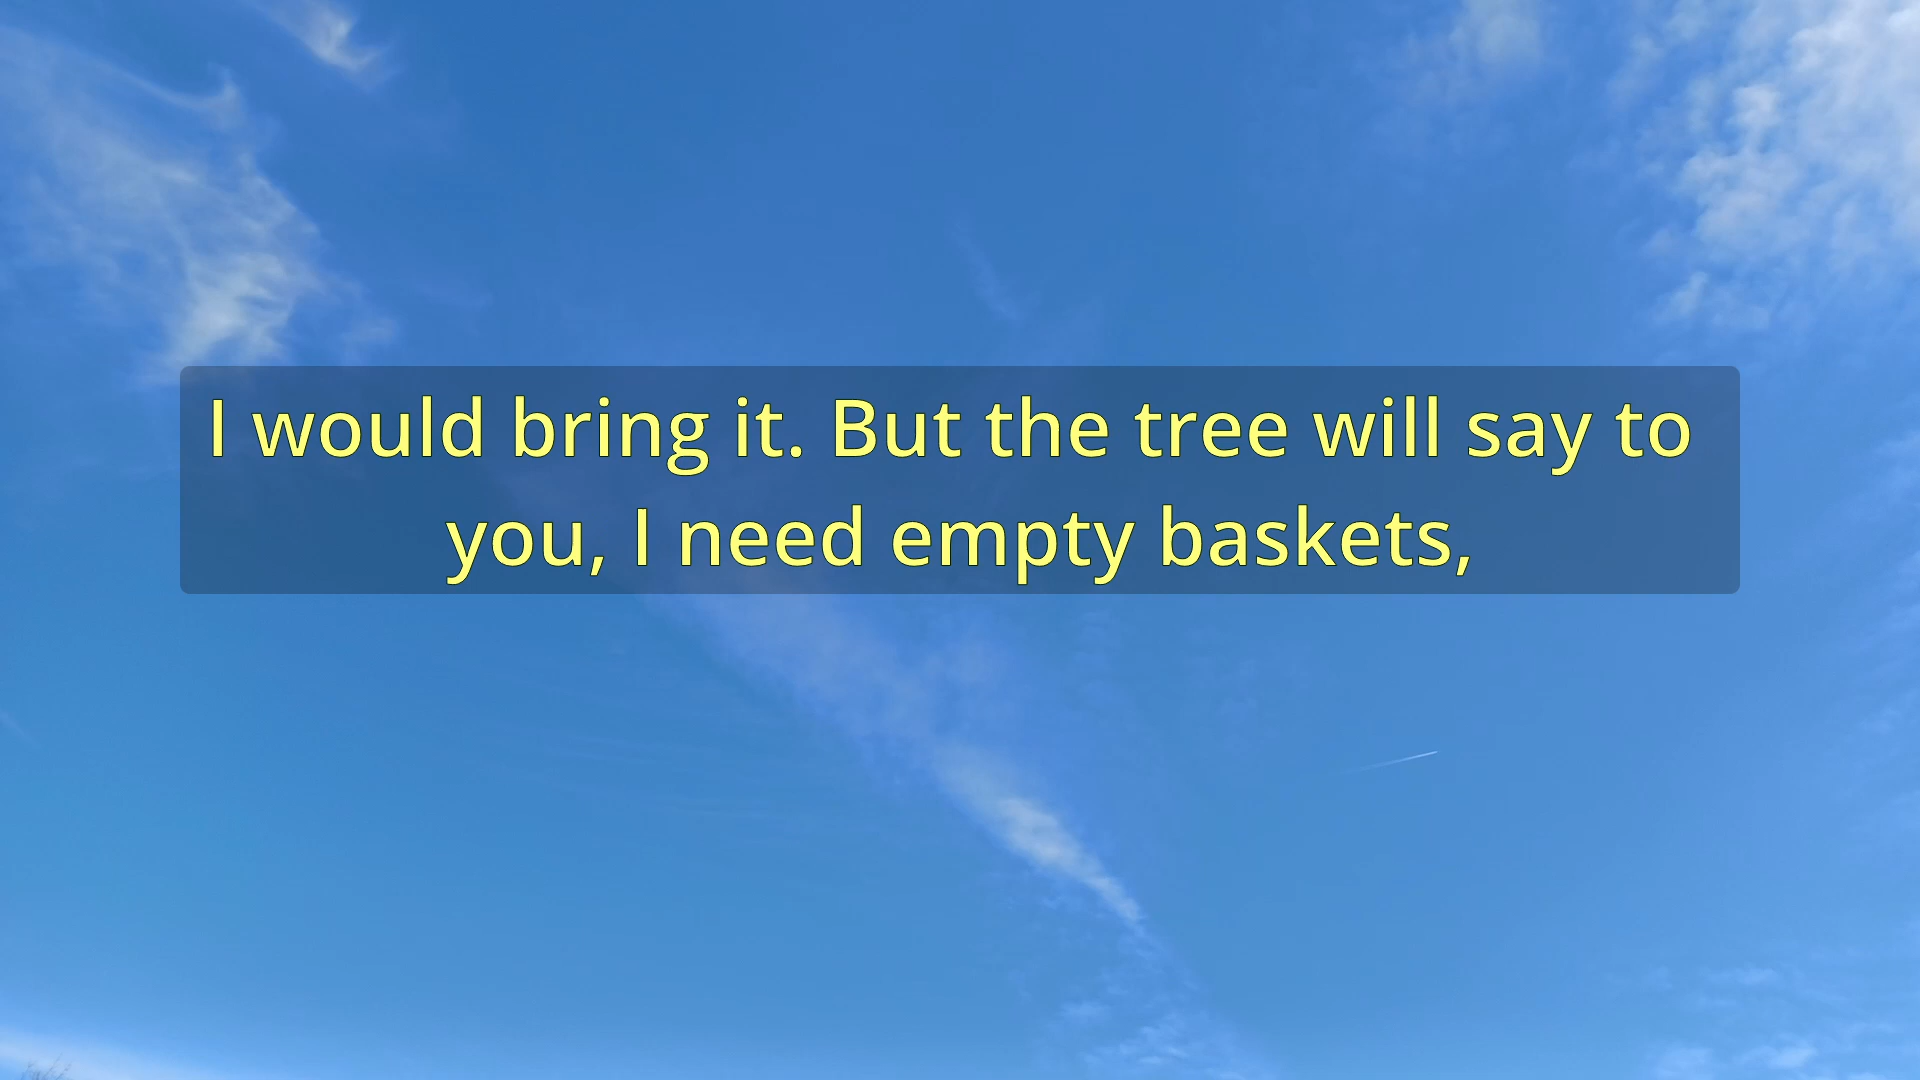 I would bring it. But the tree will say to
you, I need empty baskets,